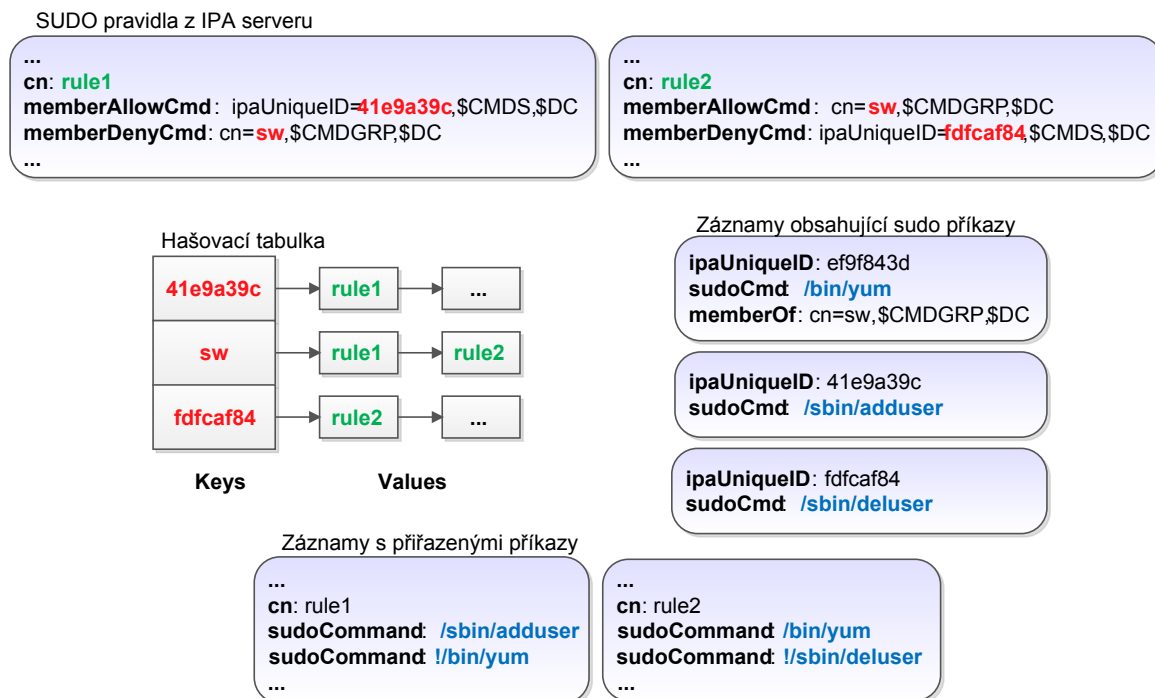 SUDO pravidla z IPA serveru
...
cn: rule1
memberAllowCmd: ipaUniqueID=41e9a39c,$CMDS,$DC
memberDenyCmd: cn=sw,$CMDGRP,$DC
...
...
cn: rule2
memberAllowCmd: cn=sw,$CMDGRP,$DC
memberDenyCmd: ipaUniqueID=fdfcaf84,$CMDS,$DC
...
Hašovací tabulka
41e9a39c rule1 ...
sw rule1 rule2
fdfcaf84 rule2 ...
Keys Values
Záznamy obsahující sudo příkazy
ipaUniqueID: ef9f843d
sudoCmd: /bin/yum
memberOf: cn=sw,$CMDGRP,$DC
ipaUniqueID: 41e9a39c
sudoCmd: /sbin/adduser
ipaUniqueID: fdfcaf84
sudoCmd: /sbin/deluser
Záznamy s přiřazenými příkazy
...
cn: rule1
sudoCommand: /sbin/adduser
sudoCommand: !/bin/yum
...
...
cn: rule2
sudoCommand: /bin/yum
sudoCommand: !/sbin/deluser
...